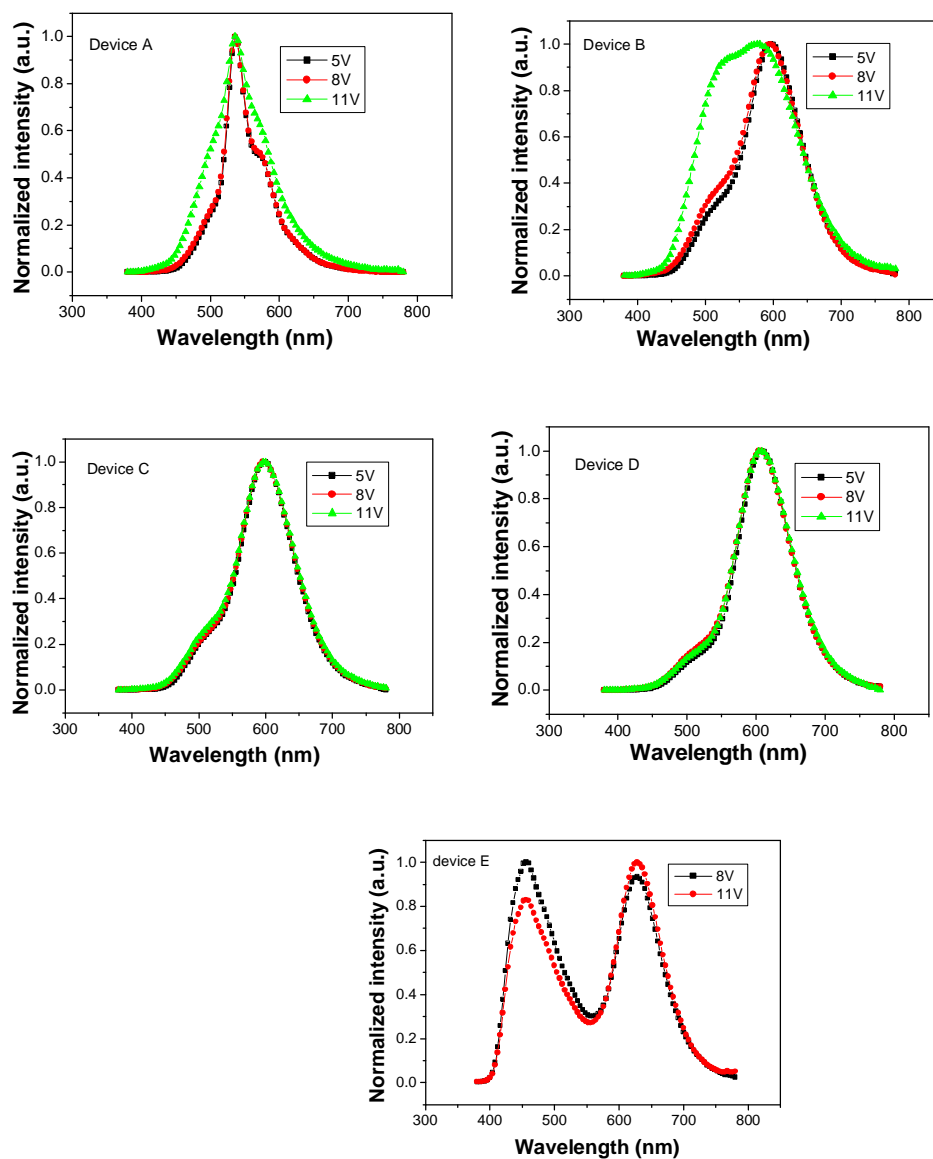 Device A
5V
8V
11V
Normalized intensity (a.u.)
1.0
0.8
0.6
0.4
0.2
0.0
300 400 500 600 700 800
Wavelength (nm)
Device B
5V
8V
11V
Normalized intensity (a.u.)
1.0
0.8
0.6
0.4
0.2
0.0
300 400 500 600 700 800
Wavelength (nm)
Device C
5V
8V
11V
Normalized intensity (a.u.)
1.0
0.8
0.6
0.4
0.2
0.0
300 400 500 600 700 800
Wavelength (nm)
Device D
5V
8V
11V
Normalized intensity (a.u.)
1.0
0.8
0.6
0.4
0.2
0.0
300 400 500 600 700 800
Wavelength (nm)
device E
8V
11V
Normalized intensity (a.u.)
1.0
0.8
0.6
0.4
0.2
0.0
300 400 500 600 700 800
Wavelength (nm)